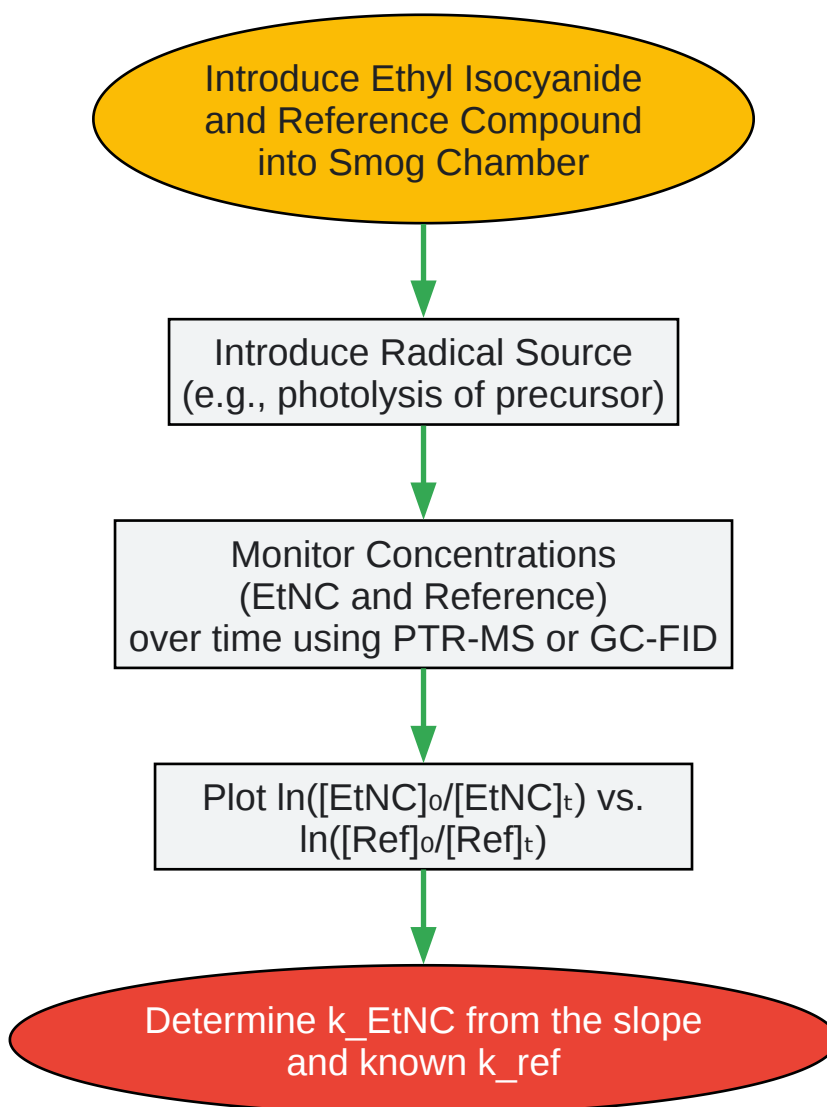 Introduce Ethyl Isocyanide
and Reference Compound
into Smog Chamber
Introduce Radical Source
(e.g., photolysis of precursor)
Monitor Concentrations
(EtNC and Reference)
over time using PTR-MS or GC-FID
Plot ln([EtNC]₀/[EtNC]ₜ) vs.
ln([Ref]₀/[Ref]ₜ)
Determine k_EtNC from the slope
and known k_ref